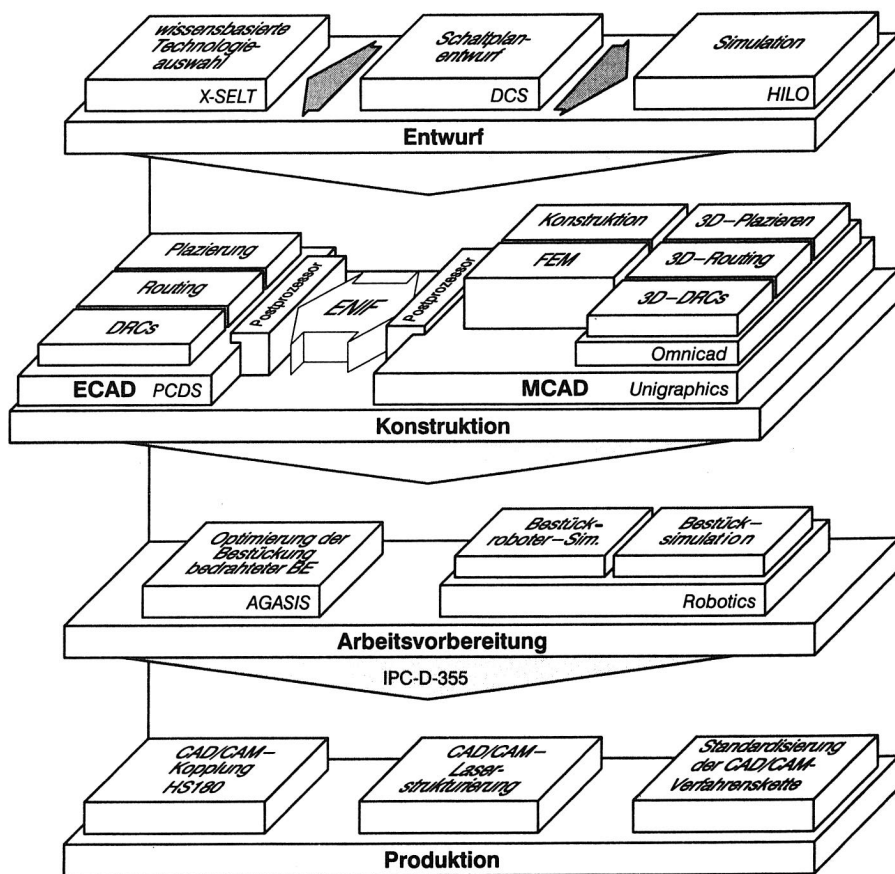 wissensbasierte
Technologie-
auswahl
X-SELT
Schaltplan-
entwurf
DCS
Simulation
HILO
Entwurf
Plazierung
Routing
DRCs
Postprozessor
ENIF
Postprozessor
Konstruktion
FEM
3D-Plazieren
3D-Routing
3D-DRCs
Omnicad
ECAD PCDS
MCAD Unigraphics
Konstruktion
Optimierung der
Bestückung
bedrahteter BE
AGASIS
Bestück-
roboter-Sim.
Bestück-
simulation
Robotics
Arbeitsvorbereitung
IPC-D-355
CAD/CAM-
Kopplung
HS180
CAD/CAM-
Laser-
strukturierung
Standardisierung
der CAD/CAM-
Verfahrenskette
Produktion